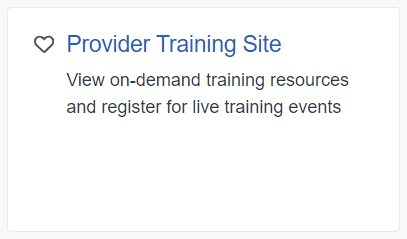 Provider Training Site
View on-demand training resources
and register for live training events